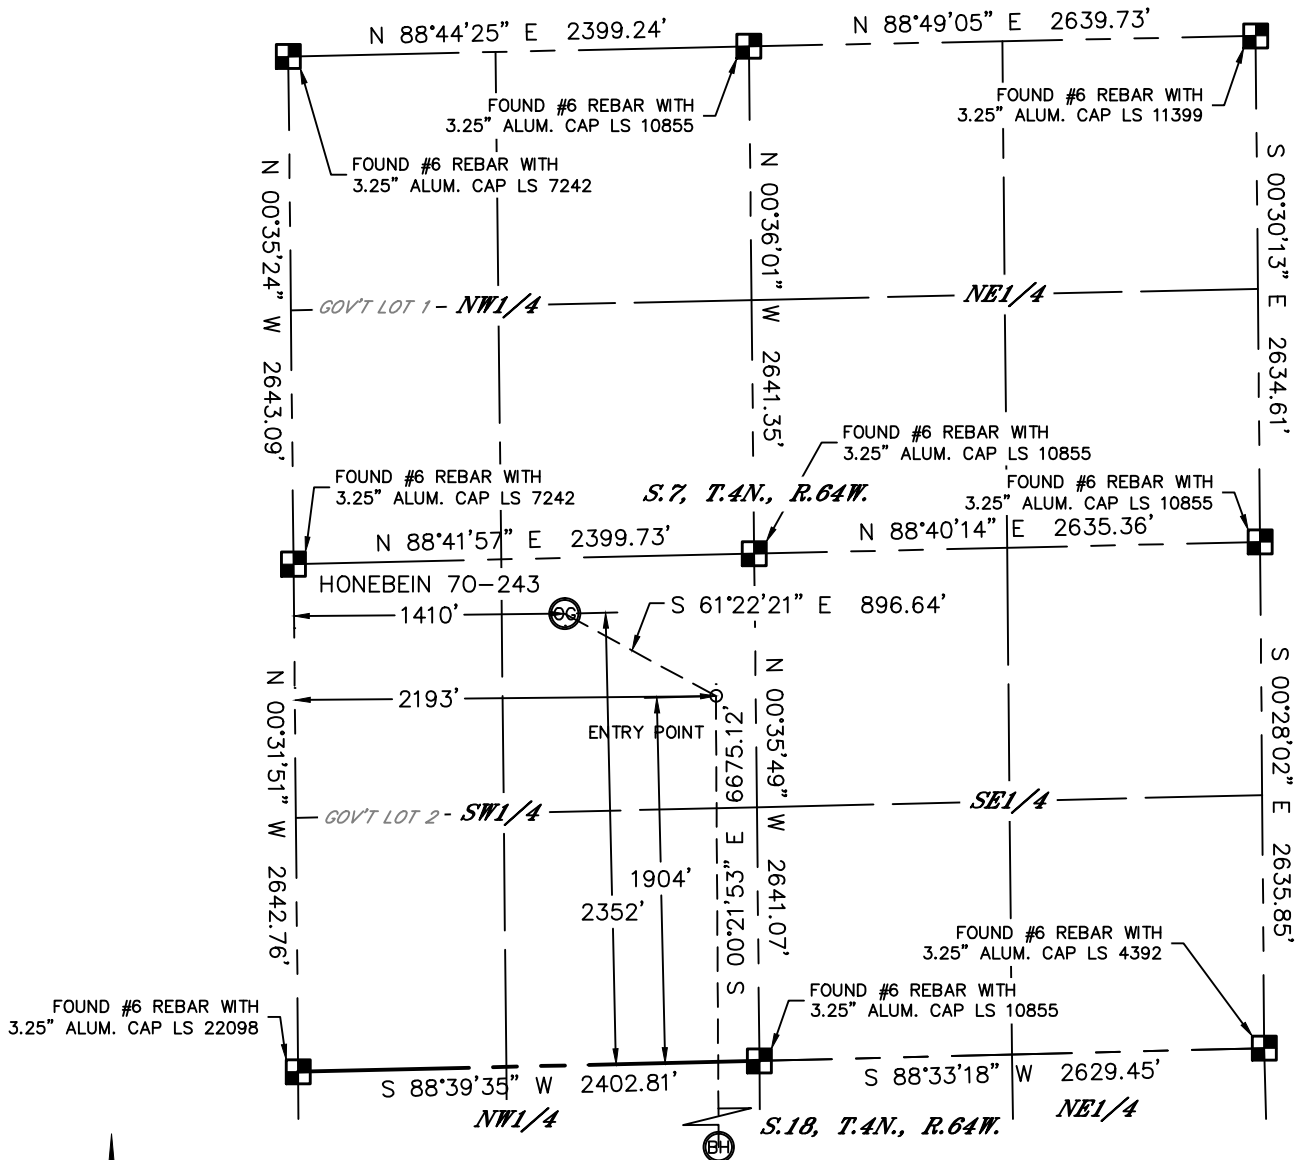 N 88°44'25" E 2399.24'
N 88°49'05" E 2639.73'
FOUND #6 REBAR WITH
3.25" ALUM. CAP LS 10855
FOUND #6 REBAR WITH
3.25" ALUM. CAP LS 11399
FOUND #6 REBAR WITH
3.25" ALUM. CAP LS 7242
N 00°35'24" W 2643.09'
N 00°36'01" W 2641.35'
S 00°30'13" E 2634.61'
GOV'T LOT 1 - NW1/4
NE1/4
FOUND #6 REBAR WITH
3.25" ALUM. CAP LS 10855
FOUND #6 REBAR WITH
3.25" ALUM. CAP LS 7242
S.7, T.4N., R.64W.
FOUND #6 REBAR WITH
3.25" ALUM. CAP LS 10855
N 88°41'57" E 2399.73'
N 88°40'14" E 2635.36'
HONEBEIN 70-243
1410'
OG
S 61°22'21" E 896.64'
2193'
ENTRY POINT
N 00°31'51" W 2642.76'
S 00°21'53" E 6675.12'
N 00°35'49" W 2641.07'
S 00°28'02" E 2635.85'
GOV'T LOT 2 - SW1/4
SE1/4
1904'
2352'
FOUND #6 REBAR WITH
3.25" ALUM. CAP LS 4392
FOUND #6 REBAR WITH
3.25" ALUM. CAP LS 22098
FOUND #6 REBAR WITH
3.25" ALUM. CAP LS 10855
S 88°39'35" W 2402.81'
S 88°33'18" W 2629.45'
NW1/4
NE1/4
S.18, T.4N., R.64W.
BH